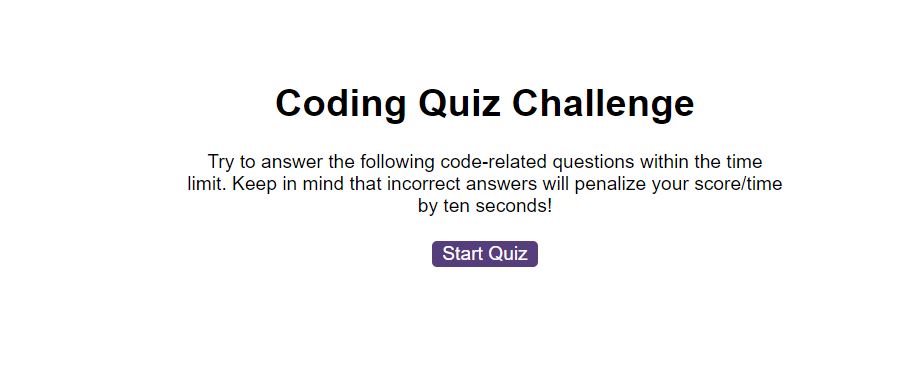 Coding Quiz Challenge
Try to answer the following code-related questions within the time
limit. Keep in mind that incorrect answers will penalize your score/time
by ten seconds!
Start Quiz